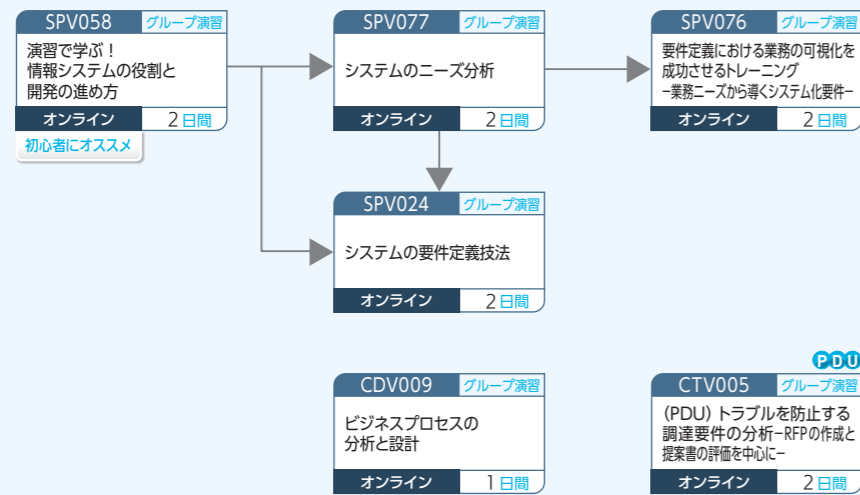 SPV058 グループ演習
演習で学ぶ！
情報システムの役割と
開発の進め方
オンライン 2日間
初心者にオススメ
SPV077 グループ演習
システムのニーズ分析
オンライン 2日間
SPV076 グループ演習
要件定義における業務の可視化を
成功させるトレーニング
−業務ニーズから導くシステム化要件−
オンライン 2日間
SPV024 グループ演習
システムの要件定義技法
オンライン 2日間
CDV009 グループ演習
ビジネスプロセスの
分析と設計
オンライン 1日間
PDU
CTV005 グループ演習
（PDU）トラブルを防止する
調達要件の分析−RFPの作成と
提案書の評価を中心に−
オンライン 2日間